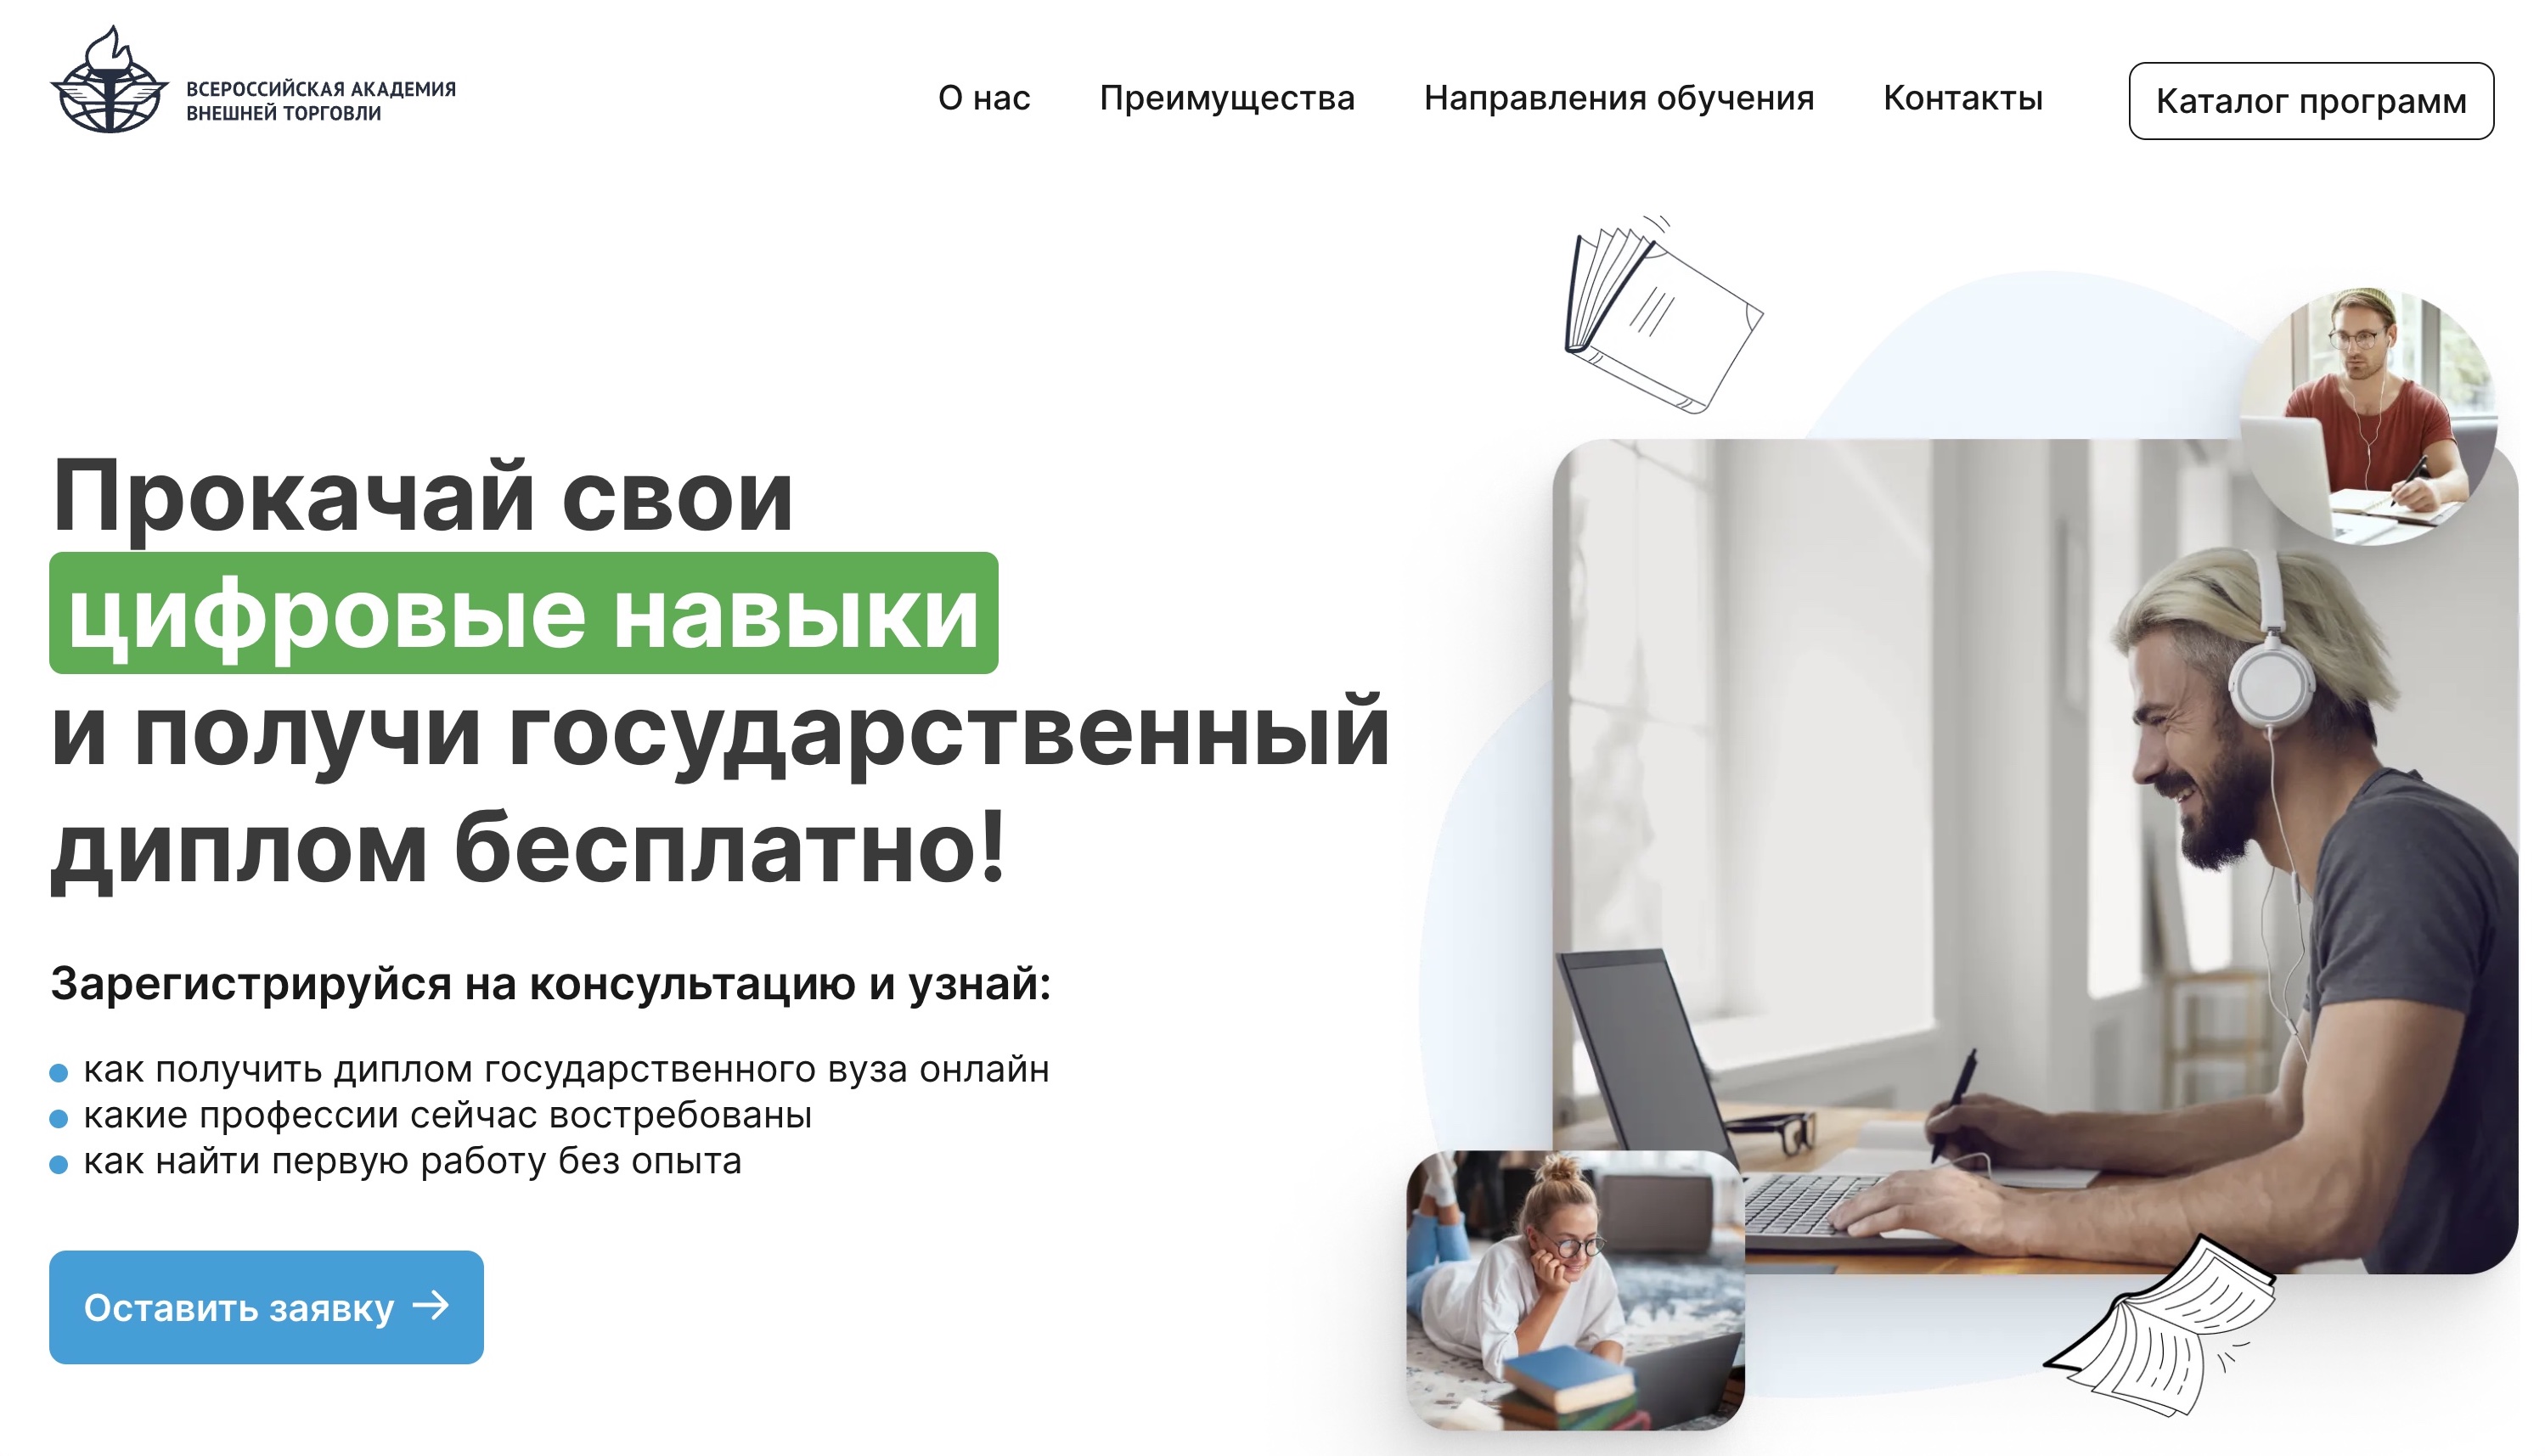 ВСЕРОССИЙСКАЯ АКАДЕМИЯ
ВНЕШНЕЙ ТОРГОВЛИ
О нас
Преимущества
Направления обучения
Контакты
Каталог программ
Прокачай свои
цифровые навыки
и получи государственный
диплом бесплатно!
Зарегистрируйся на консультацию и узнай:
как получить диплом государственного вуза онлайн
какие профессии сейчас востребованы
как найти первую работу без опыта
Оставить заявку →